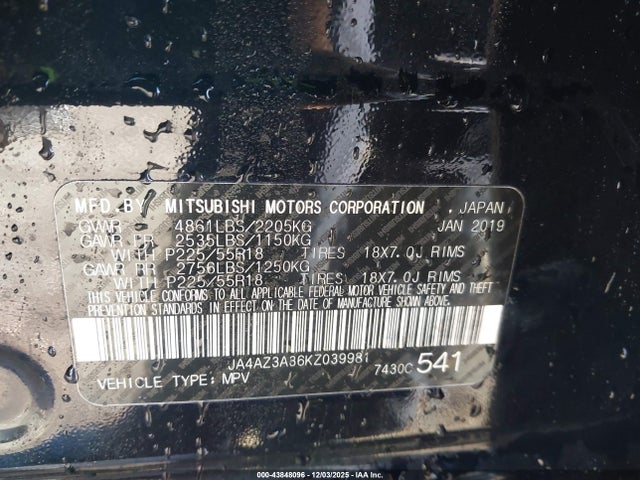 MFD. BY MITSUBISHI MOTORS CORPORATION , JAPAN
GVWR 4861LBS/2205KG JAN 2019
GAWR FR 2535LBS/1150KG
WITH P225/55R18 TIRES 18X7.0J RIMS
GAWR RR 2756LBS/1250KG
WITH P225/55R18 TIRES 18X7.0J RIMS
THIS VEHICLE CONFORMS TO ALL APPLICABLE FEDERAL MOTOR VEHICLE SAFETY AND THEFT
PREVENTION STANDARDS IN EFFECT ON THE DATE OF MANUFACTURE SHOWN ABOVE.
JA4AZ3A36KZ039981
7430C 541
VEHICLE TYPE: MPV
000-43848096 - 12/03/2025 - IAA Inc.